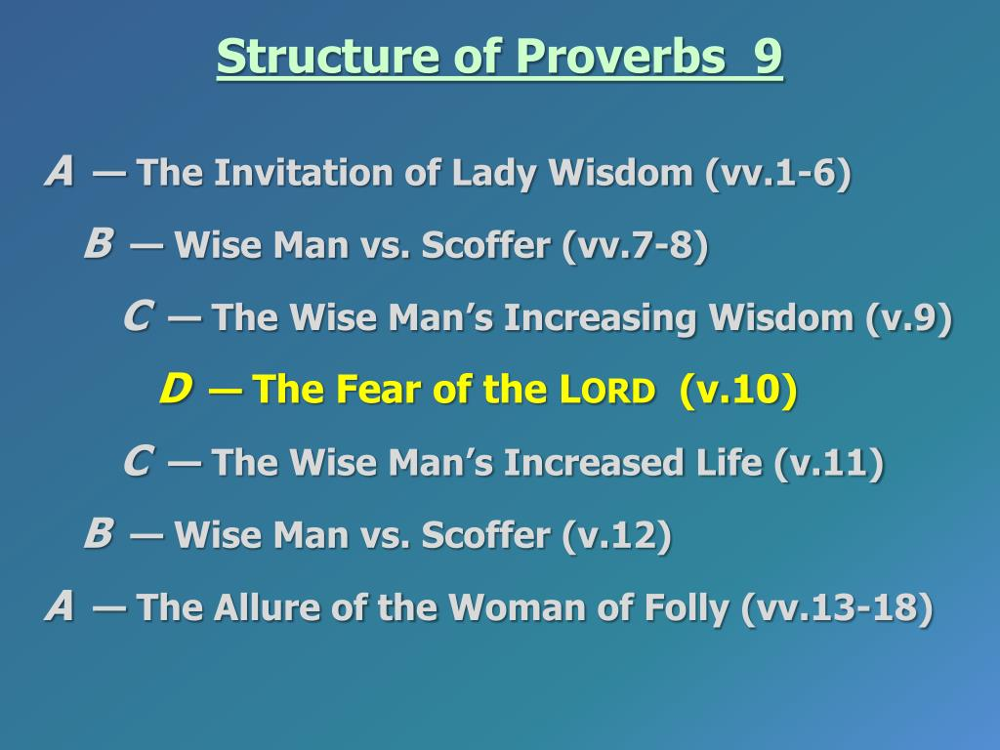 Structure of Proverbs  9
A — The Invitation of Lady Wisdom (vv.1-6)
B — Wise Man vs. Scoffer (vv.7-8)
C — The Wise Man’s Increasing Wisdom (v.9)
D — The Fear of the LORD  (v.10)
C — The Wise Man’s Increased Life (v.11)
B — Wise Man vs. Scoffer (v.12)
A — The Allure of the Woman of Folly (vv.13-18)